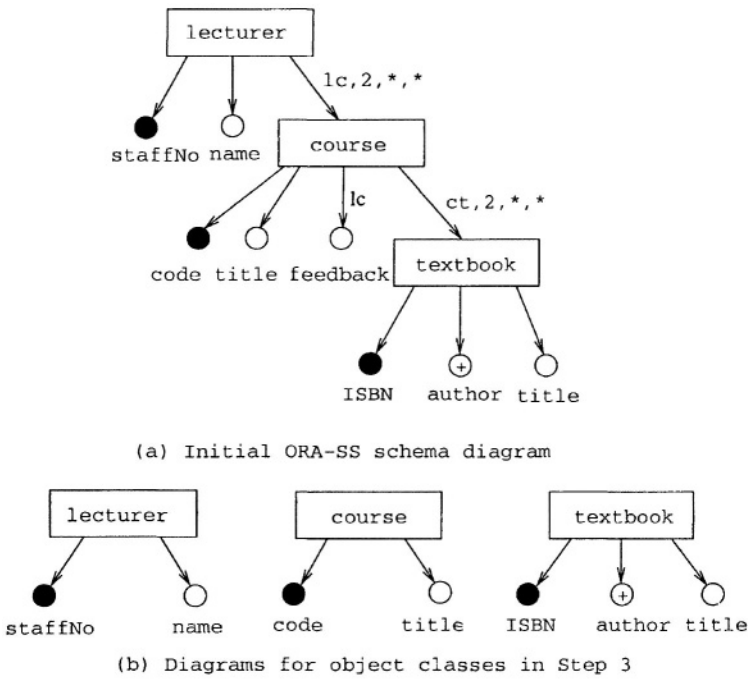 lecturer
lc,2,*,*
staffNo name
course
lc
ct,2,*,*
code title feedback
textbook
+
ISBN author title
(a) Initial ORA-SS schema diagram
lecturer course textbook
+
staffNo name code title ISBN author title
(b) Diagrams for object classes in Step 3